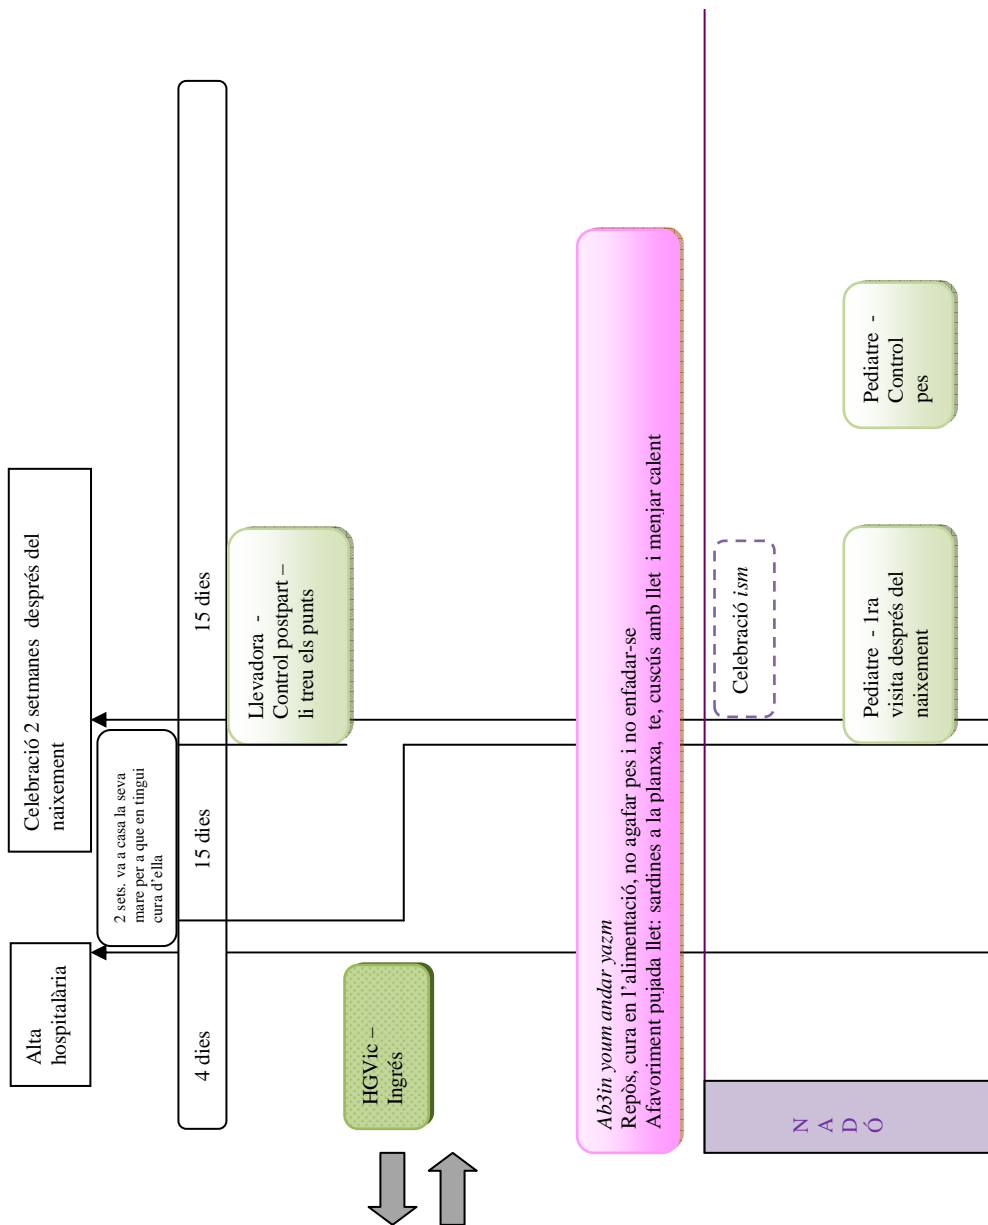 Alta
hospitalària
Celebració 2 setmanes després del
naixement
2 sets. va a casa la seva
mare per a que en tingui
cura d'ella
4 dies
15 dies
15 dies
HGVic –
Ingrés
Llevadora -
Control postpart –
li treu els punts
Ab3in youm andar yazm
Repòs, cura en l'alimentació, no agafar pes i no enfadar-se
Afavoriment pujada llet: sardines a la planxa, te, cuscús amb llet i menjar calent
Celebració ism
N
A
D
Ó
Pediatre - 1ra
visita després del
naixement
Pediatre -
Control
pes